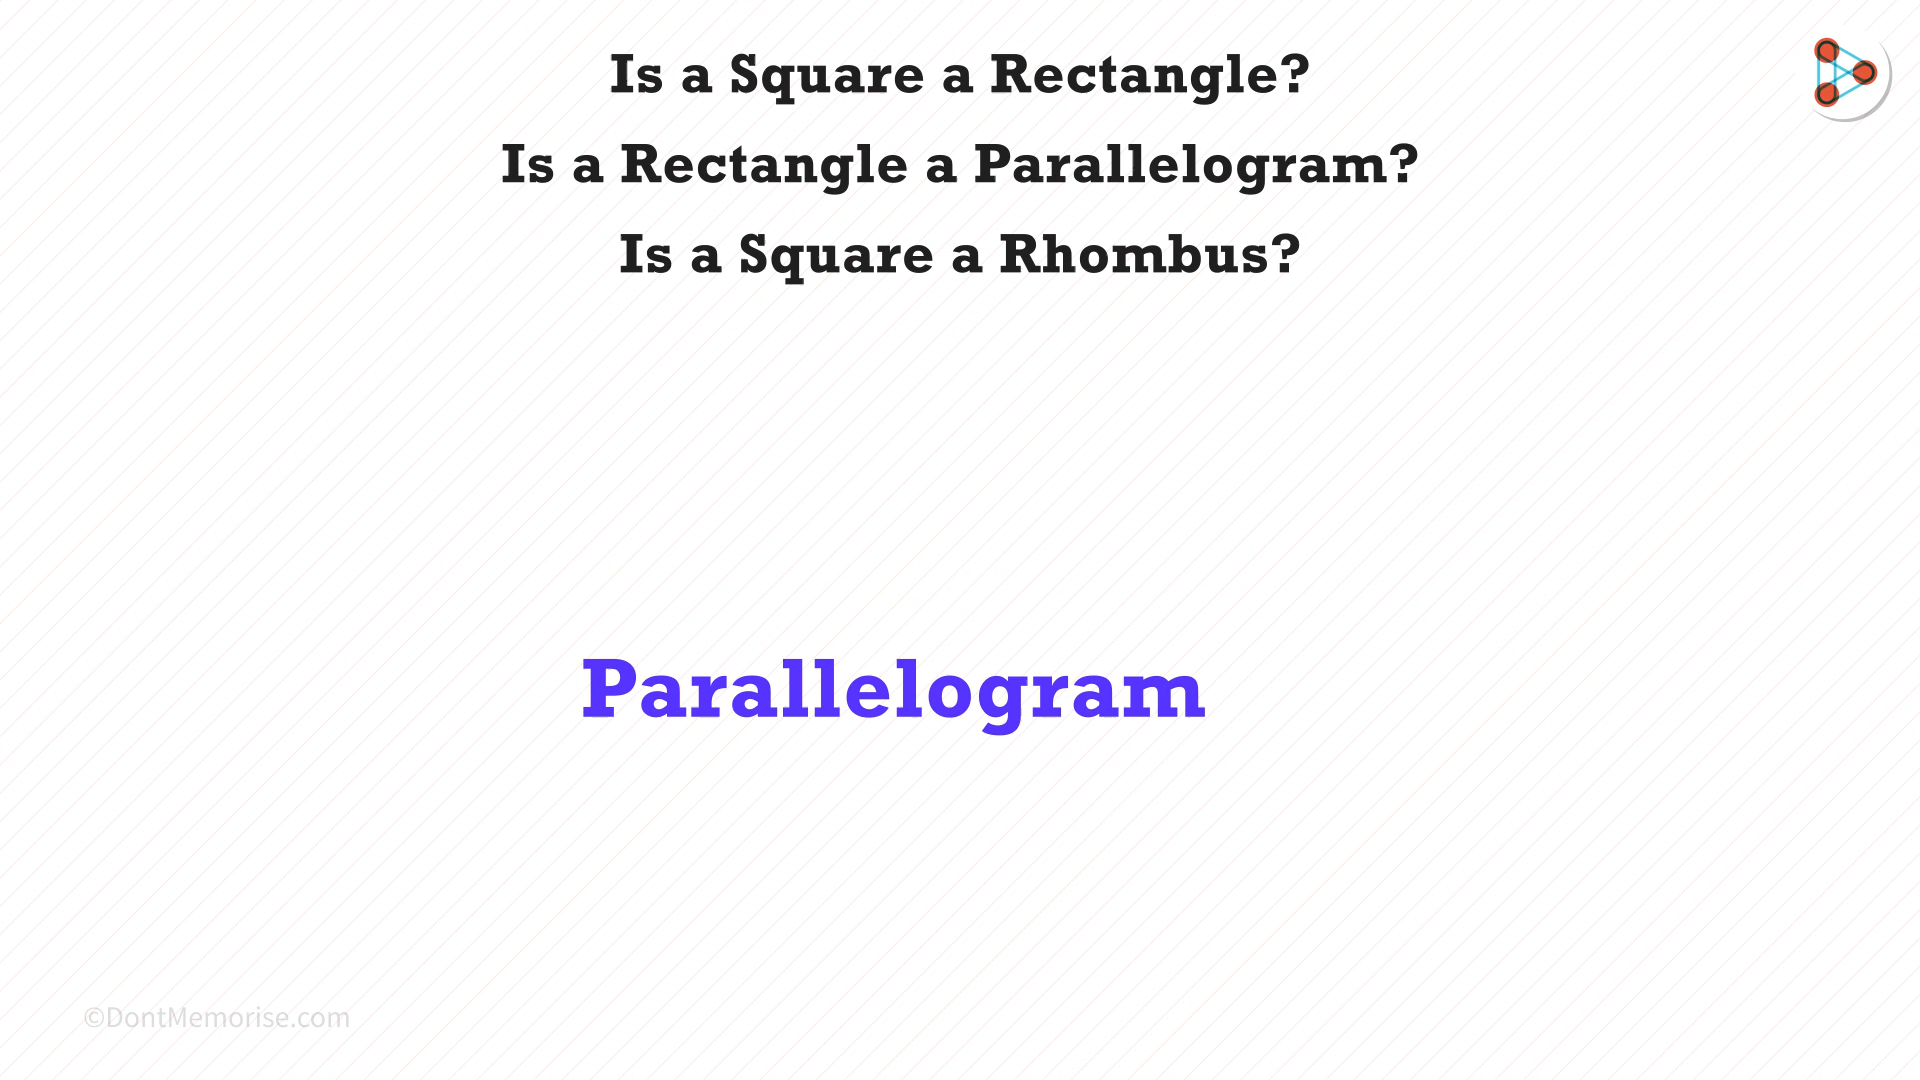 Is a Square a Rectangle?
Is a Rectangle a Parallelogram?
Is a Square a Rhombus?
Parallelogram
©DontMemorise.com